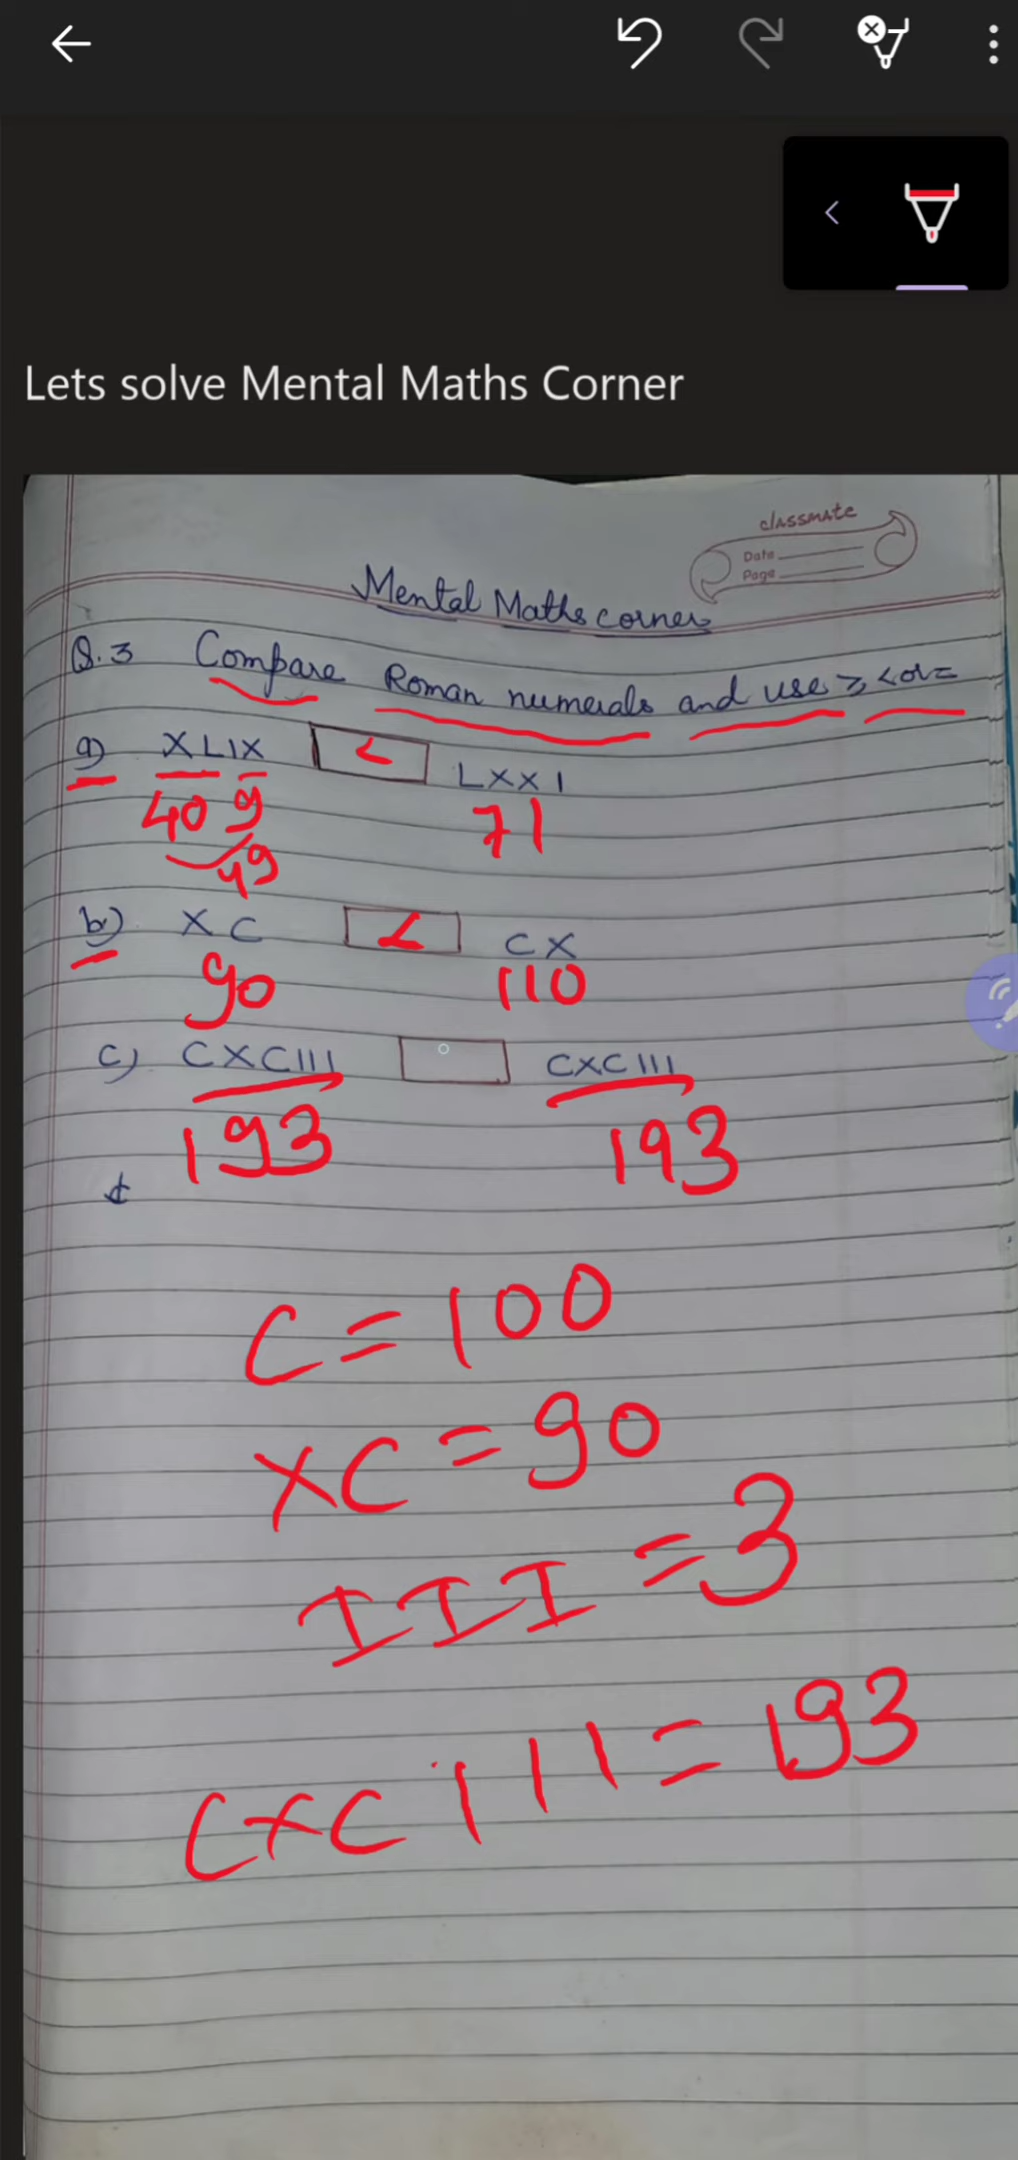 Lets solve Mental Maths Corner
classmate
Date
Page
Mental Maths corner
Q.3 Compare Roman numerals and use > < or =
a) XLIX < LXXI
40 9 71
49
b) XC < CX
90 110
c) CXCIII CXCIII
193 193
C = 100
XC = 90
III = 3
CXCIII = 193